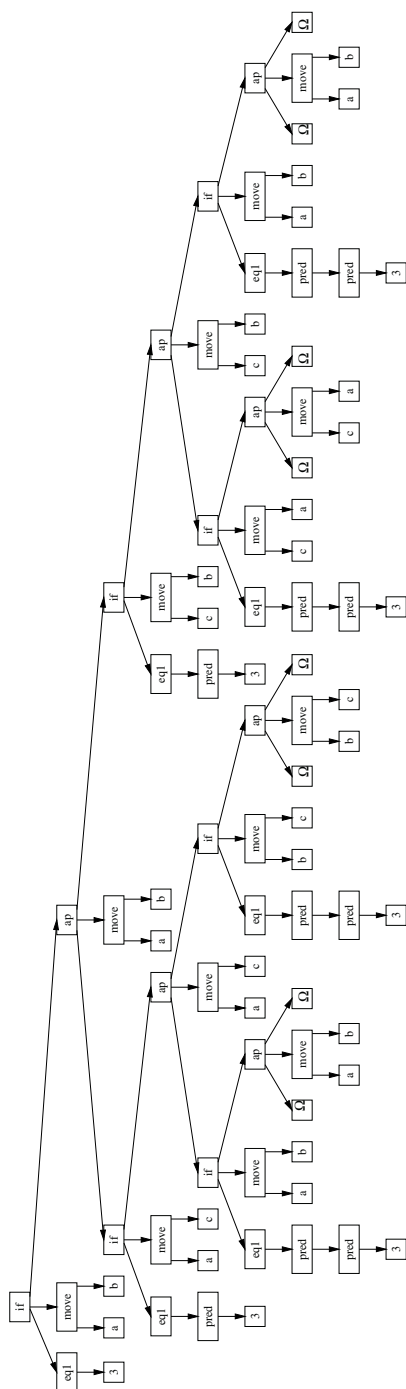 if
eq1 move ap
3 a b if move if
eq1 move ap a b eq1 move ap
pred a c if move if pred c b if move if
3 eq1 move ap a c eq1 move ap 3 eq1 move ap c b eq1 move ap
pred a b Ω move Ω pred b c Ω move Ω pred c a Ω move Ω pred a b Ω move Ω
pred a b pred b c pred c a pred a b
3 3 3 3